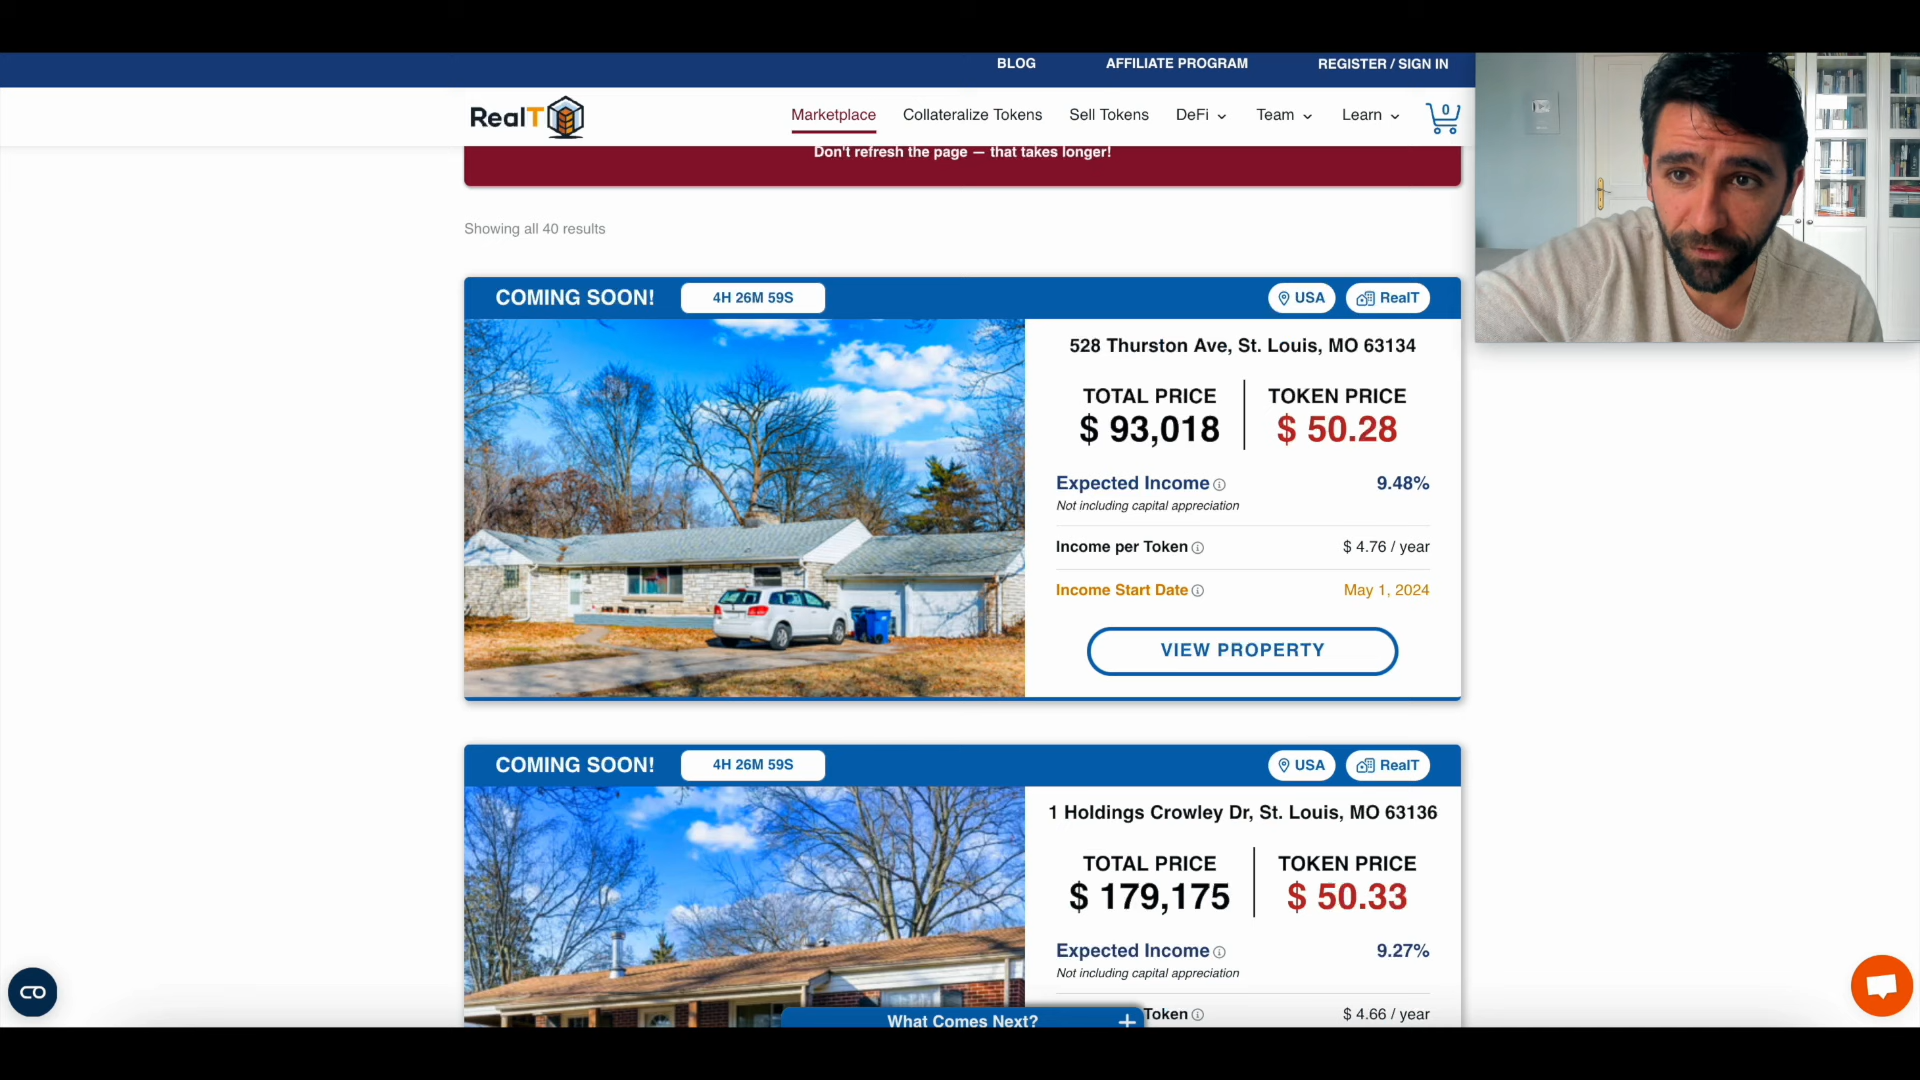 BLOG
AFFILIATE PROGRAM
REGISTER / SIGN IN
RealT
Marketplace
Collateralize Tokens
Sell Tokens
DeFi
Team
Learn
0
Don't refresh the page — that takes longer!
Showing all 40 results
COMING SOON!
4H 26M 59S
USA
RealT
528 Thurston Ave, St. Louis, MO 63134
TOTAL PRICE
$ 93,018
TOKEN PRICE
$ 50.28
Expected Income
9.48%
Not including capital appreciation
Income per Token
$ 4.76 / year
Income Start Date
May 1, 2024
VIEW PROPERTY
COMING SOON!
4H 26M 59S
USA
RealT
1 Holdings Crowley Dr, St. Louis, MO 63136
TOTAL PRICE
$ 179,175
TOKEN PRICE
$ 50.33
Expected Income
9.27%
Not including capital appreciation
Token
$ 4.66 / year
What Comes Next?